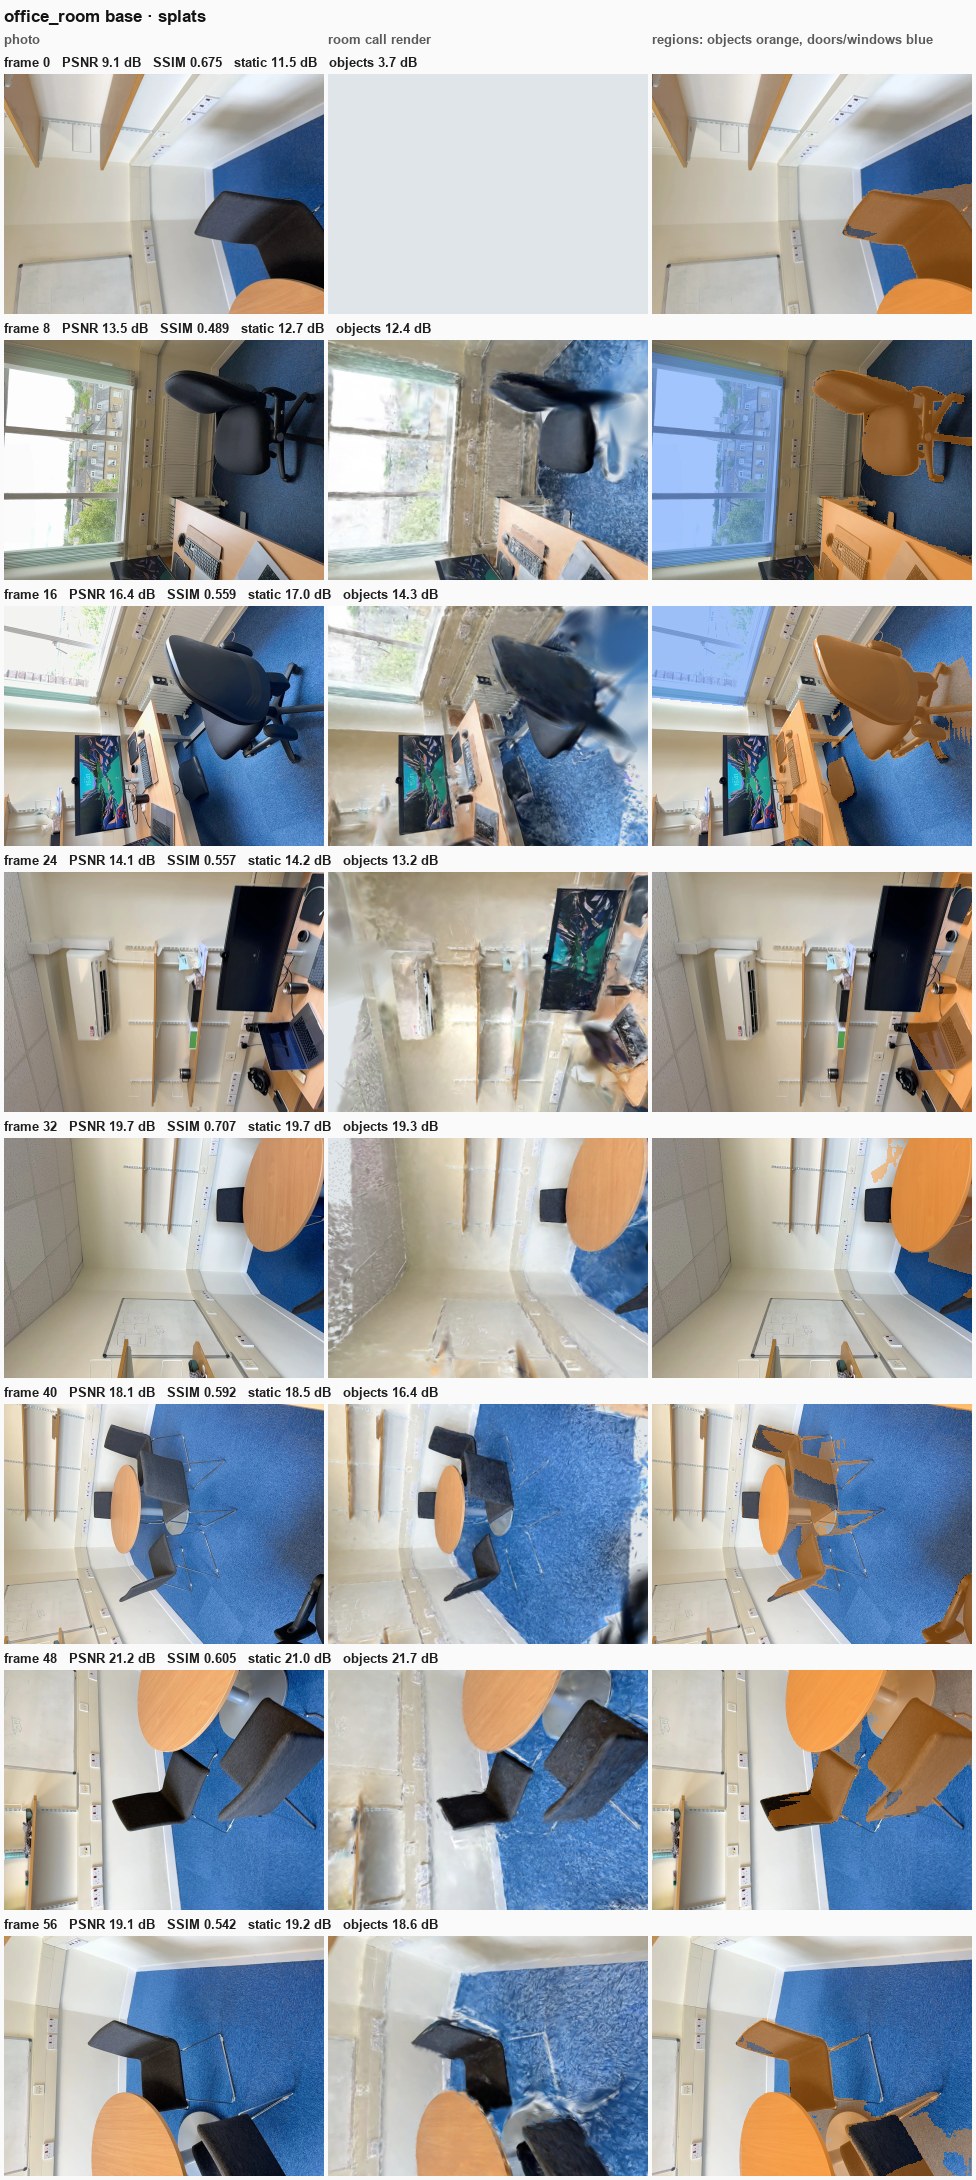 office_room base · splats
photo room call render regions: objects orange, doors/windows blue
frame 0 PSNR 9.1 dB SSIM 0.675 static 11.5 dB objects 3.7 dB
frame 8 PSNR 13.5 dB SSIM 0.489 static 12.7 dB objects 12.4 dB
frame 16 PSNR 16.4 dB SSIM 0.559 static 17.0 dB objects 14.3 dB
frame 24 PSNR 14.1 dB SSIM 0.557 static 14.2 dB objects 13.2 dB
frame 32 PSNR 19.7 dB SSIM 0.707 static 19.7 dB objects 19.3 dB
frame 40 PSNR 18.1 dB SSIM 0.592 static 18.5 dB objects 16.4 dB
frame 48 PSNR 21.2 dB SSIM 0.605 static 21.0 dB objects 21.7 dB
frame 56 PSNR 19.1 dB SSIM 0.542 static 19.2 dB objects 18.6 dB